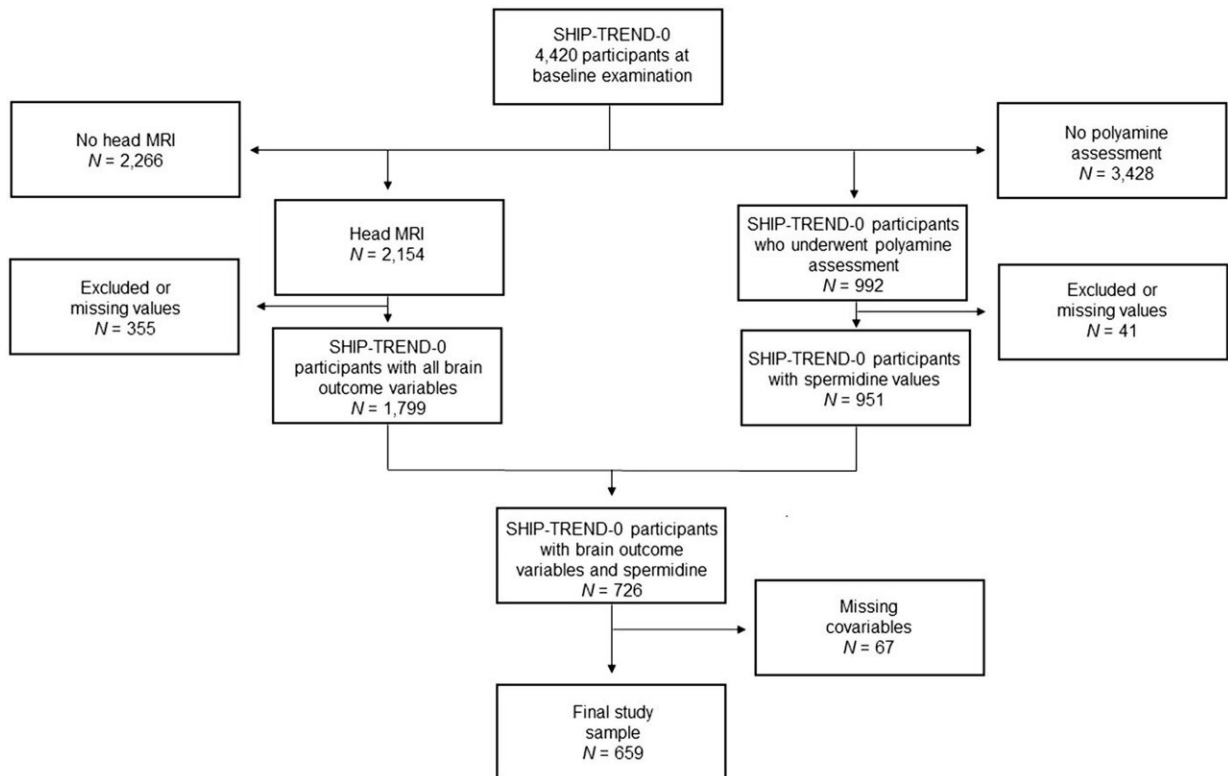 SHIP-TREND-0
4,420 participants at
baseline examination
No head MRI
N = 2,266
No polyamine
assessment
N = 3,428
Head MRI
N = 2,154
SHIP-TREND-0 participants
who underwent polyamine
assessment
N = 992
Excluded or
missing values
N = 355
Excluded or
missing values
N = 41
SHIP-TREND-0
participants with all brain
outcome variables
N = 1,799
SHIP-TREND-0 participants
with spermidine values
N = 951
SHIP-TREND-0 participants
with brain outcome
variables and spermidine
N = 726
Missing
covariables
N = 67
Final study
sample
N = 659